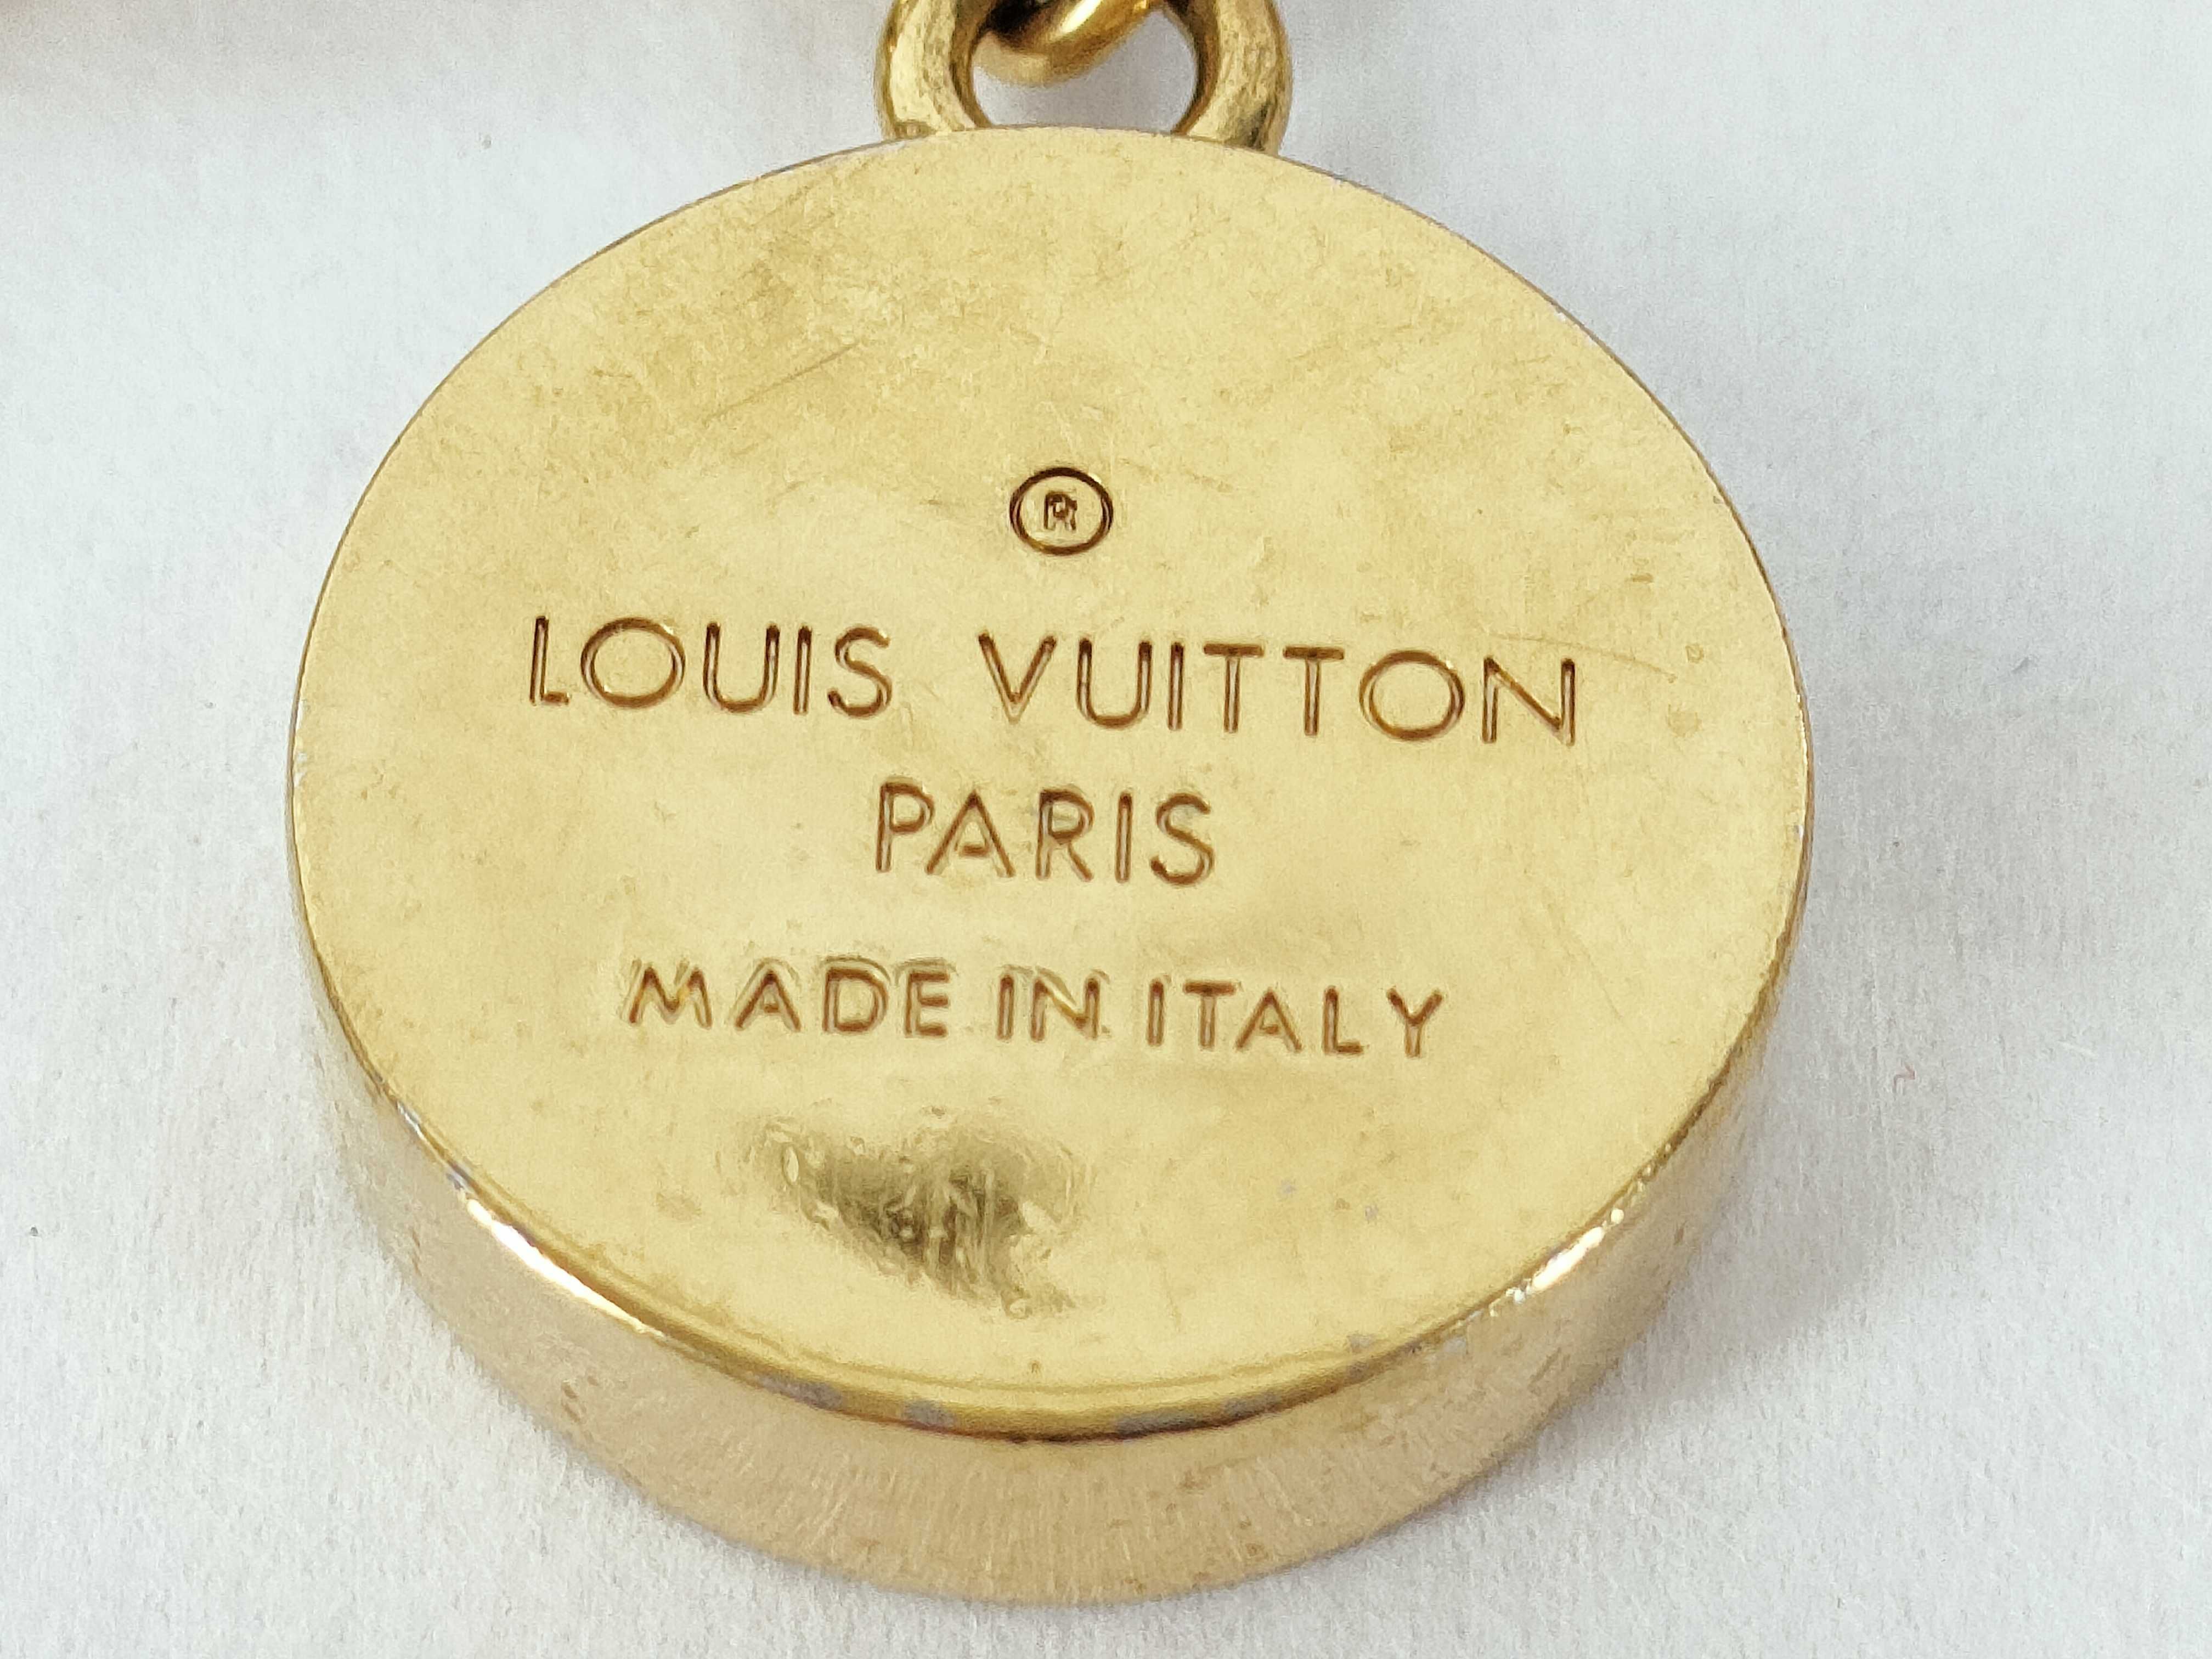 ®
LOUIS VUITTON
PARIS
MADE IN ITALY